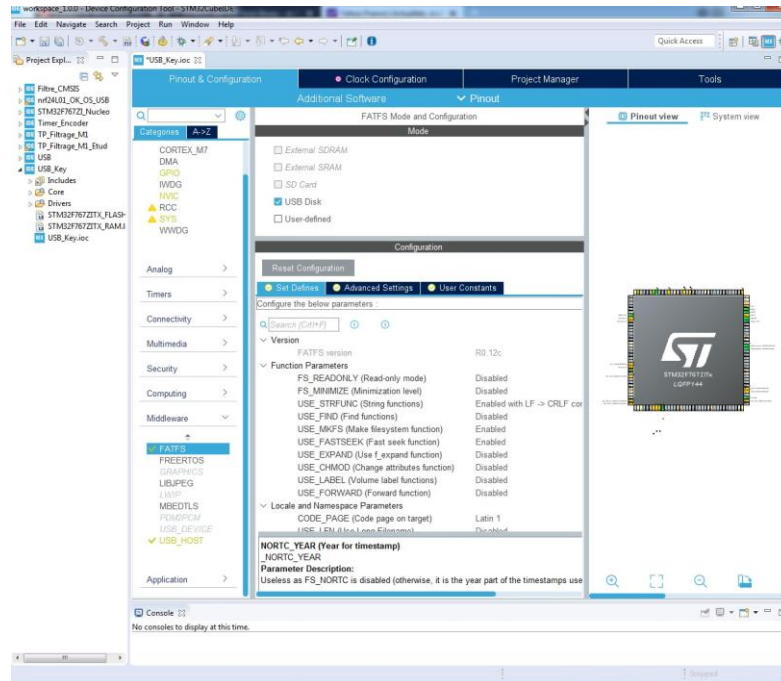 workspace_1.0.0 - Device Configuration Tool - STM32CubeIDE
File Edit Navigate Search Project Run Window Help
Quick Access
Project Expl...
*USB_Key.ioc
Filtre_CMSIS
nrf24L01_OK_OS_USB
STM32F767ZI_Nucleo
Timer_Encoder
TP_Filtrage_M1
TP_Filtrage_M1_Etud
USB
USB_Key
Includes
Core
Drivers
STM32F767ZITX_FLASH
STM32F767ZITX_RAM.l
USB_Key.ioc
Pinout & Configuration
Clock Configuration
Project Manager
Tools
Additional Software
Pinout
Categories A->Z
CORTEX_M7
DMA
GPIO
IWDG
NVIC
RCC
SYS
WWDG
Analog
Timers
Connectivity
Multimedia
Security
Computing
Middleware
FATFS
FREERTOS
GRAPHICS
LIBJPEG
LWIP
MBEDTLS
PDM2PCM
USB_DEVICE
USB_HOST
Application
FATFS Mode and Configuration
Mode
External SDRAM
External SRAM
SD Card
USB Disk
User-defined
Configuration
Reset Configuration
Set Defines Advanced Settings User Constants
Configure the below parameters :
Search (Crtl+F)
Version
FATFS version R0.12c
Function Parameters
FS_READONLY (Read-only mode) Disabled
FS_MINIMIZE (Minimization level) Disabled
USE_STRFUNC (String functions) Enabled with LF -> CRLF con
USE_FIND (Find functions) Disabled
USE_MKFS (Make filesystem function) Enabled
USE_FASTSEEK (Fast seek function) Enabled
USE_EXPAND (Use f_expand function) Disabled
USE_CHMOD (Change attributes function) Disabled
USE_LABEL (Volume label functions) Disabled
USE_FORWARD (Forward function) Disabled
Locale and Namespace Parameters
CODE_PAGE (Code page on target) Latin 1
USE_LFN (Use Long Filename) Disabled
NORTC_YEAR (Year for timestamp)
_NORTC_YEAR
Parameter Description:
Useless as FS_NORTC is disabled (otherwise, it is the year part of the timestamps use
Pinout view System view
STM32F767ZITx
LQFP144
Console
No consoles to display at this time.